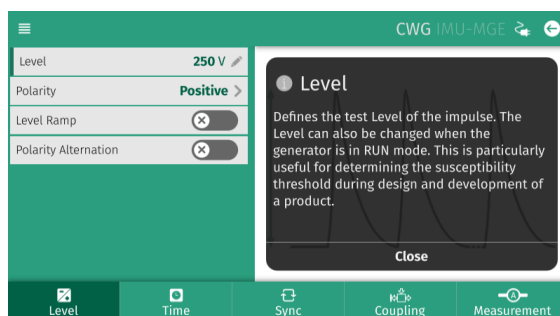 CWG IMU-MGE
Level 250 V
Polarity Positive
Level Ramp
Polarity Alternation
Level
Defines the test Level of the impulse. The
Level can also be changed when the
generator is in RUN mode. This is particularly
useful for determining the susceptibility
threshold during design and development of
a product.
Close
Level Time Sync Coupling Measurement